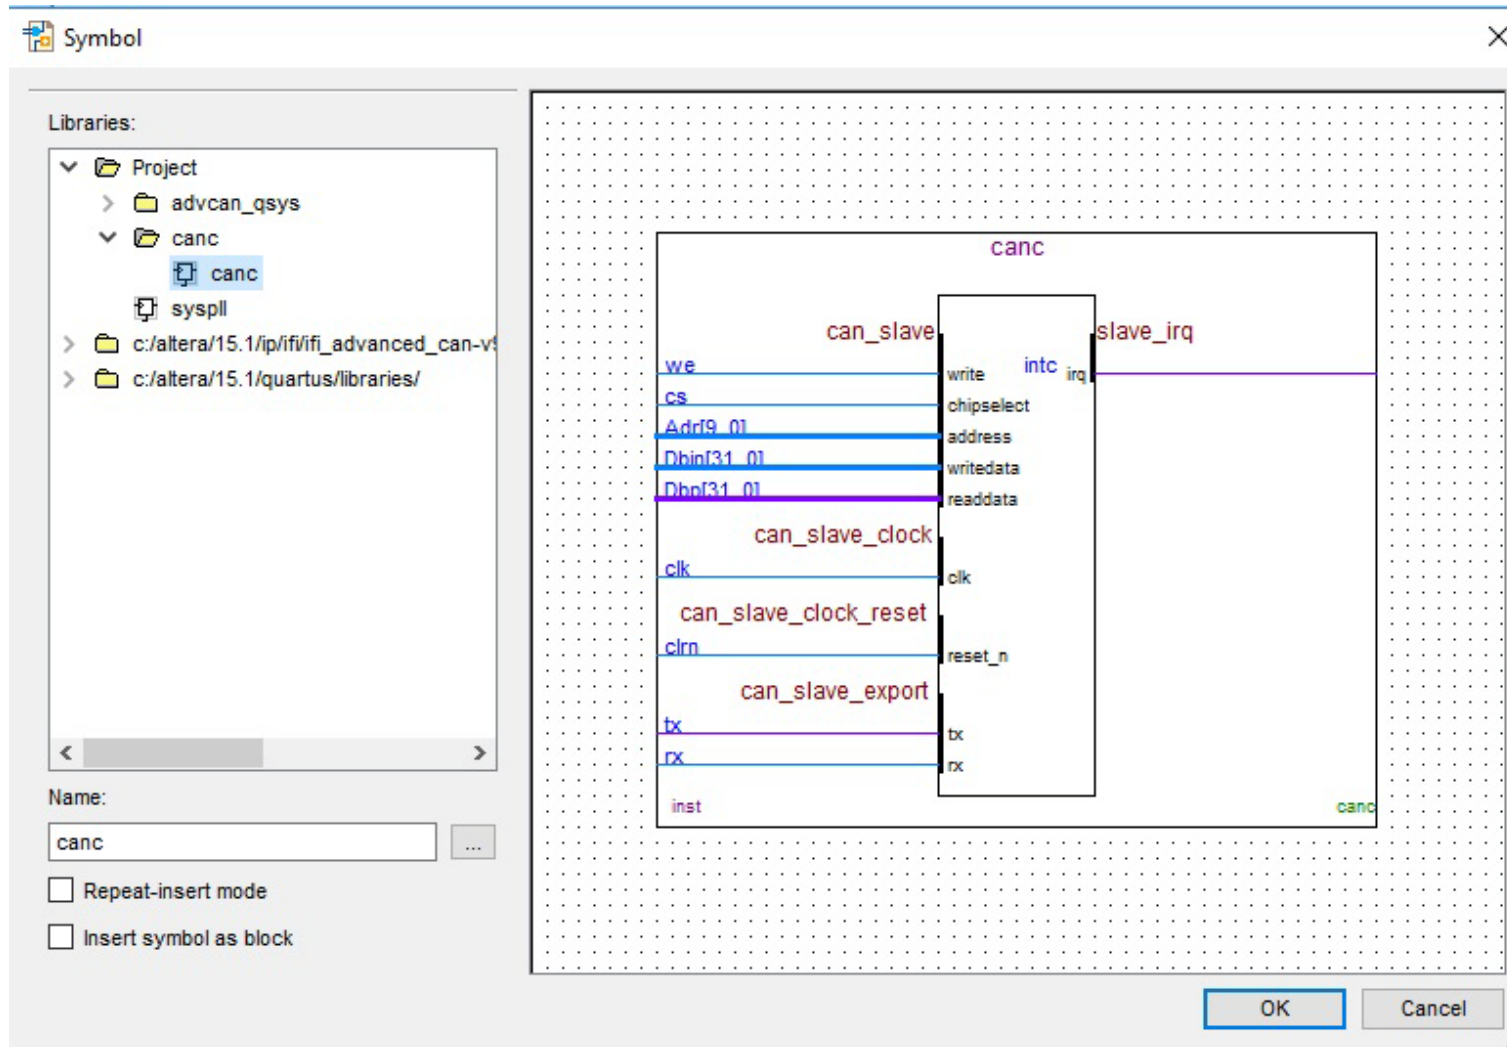 Symbol
Libraries:
Project
advcan_qsys
canc
canc
syspll
c:/altera/15.1/ip/ifi/ifi_advanced_can-v
c:/altera/15.1/quartus/libraries/
Name:
canc
...
Repeat-insert mode
Insert symbol as block
canc
can_slave
slave_irq
we
write
intc
irq
cs
chipselect
Adr[9..0]
address
Dbin[31..0]
writedata
Dbo[31..0]
readdata
can_slave_clock
clk
clk
can_slave_clock_reset
clrn
reset_n
can_slave_export
tx
tx
rx
rx
inst
canc
OK
Cancel